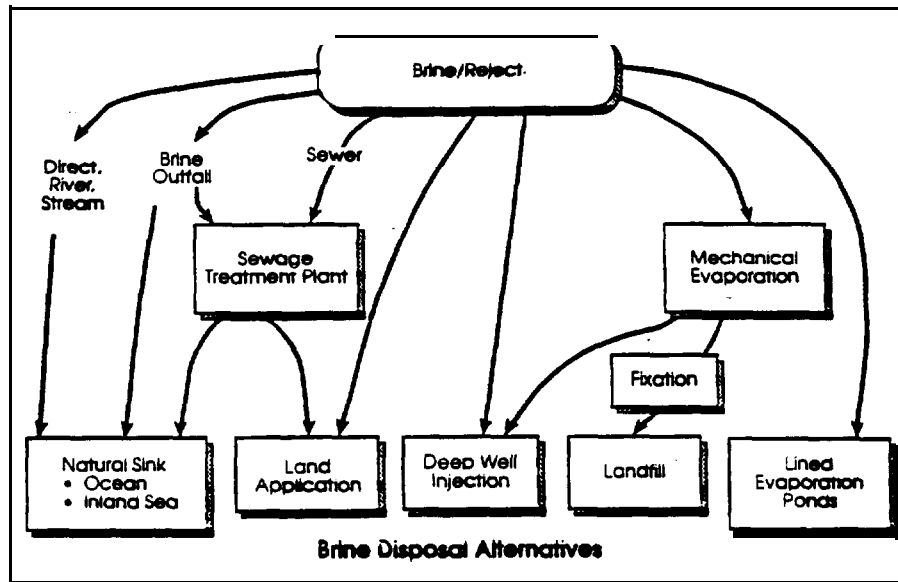 Brine/Reject
Direct,
River,
Stream
Brine
Outfall
Sewer
Sewage
Treatment Plant
Mechanical
Evaporation
Fixation
Natural Sink
• Ocean
• Inland Sea
Land
Application
Deep Well
Injection
Landfill
Lined
Evaporation
Ponds
Brine Disposal Alternatives